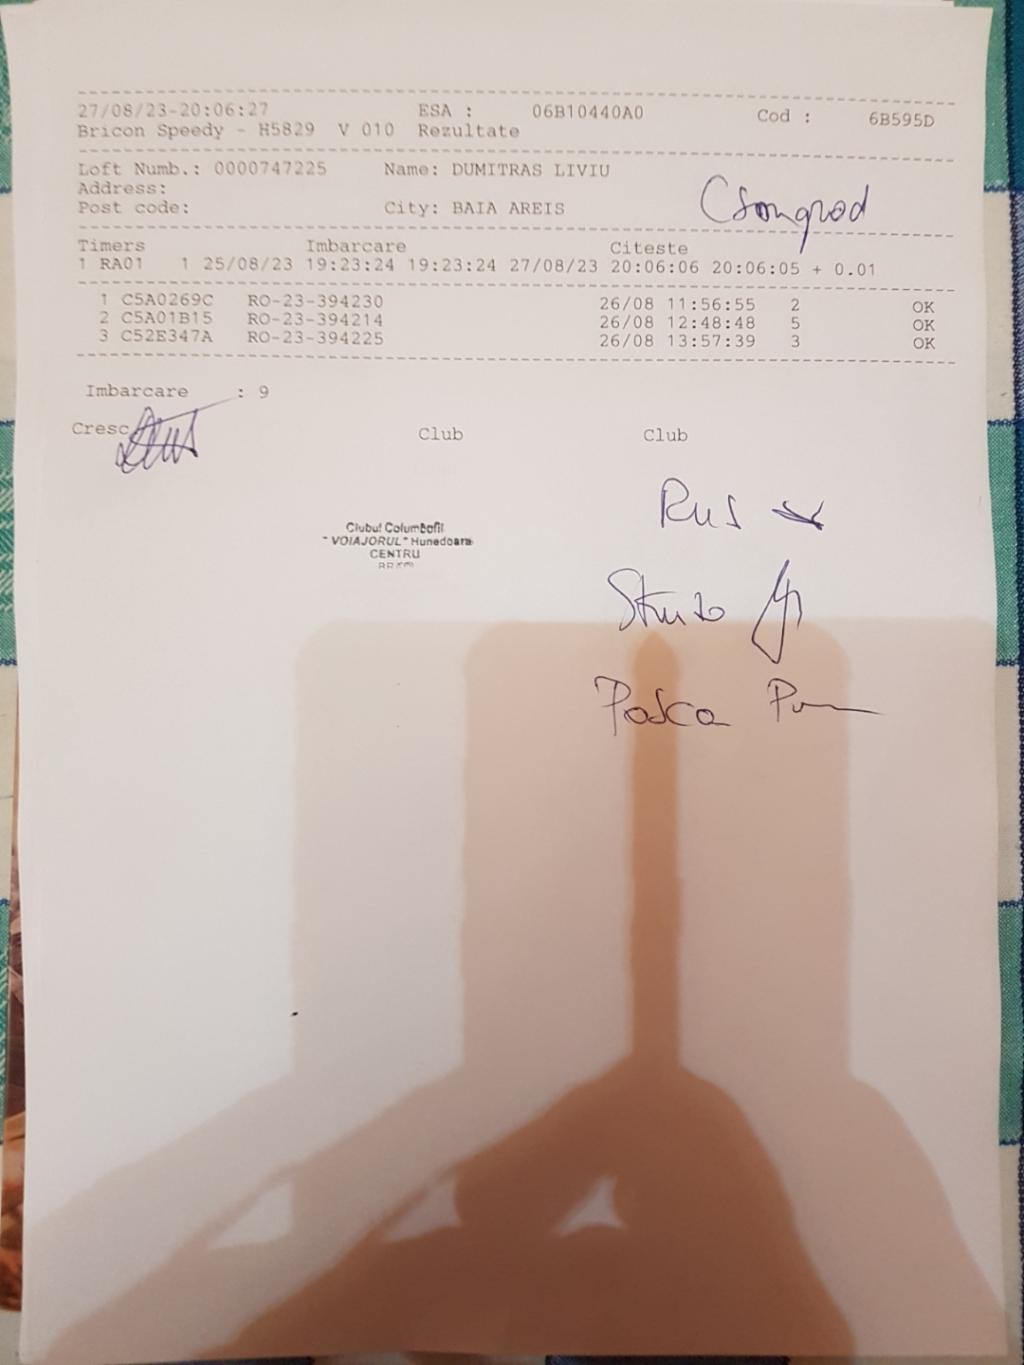 27/08/23-20:06:27 ESA : 06B10440A0 Cod : 6B595D
Bricon Speedy - H5829 V 010 Rezultate
Loft Numb.: 0000747225 Name: DUMITRAS LIVIU
Address:
Post code: City: BAIA AREIS
Csongrod
Timers Imbarcare Citeste
1 RA01 1 25/08/23 19:23:24 19:23:24 27/08/23 20:06:06 20:06:05 + 0.01
1 C5A0269C RO-23-394230 26/08 11:56:55 2 OK
2 C5A01B15 RO-23-394214 26/08 12:48:48 5 OK
3 C52E347A RO-23-394225 26/08 13:57:39 3 OK
Imbarcare : 9
Cresc Club Club
Rus
Clubul Columbofil
"VOIAJORUL" Hunedoara
CENTRU
BRAD
Pasca